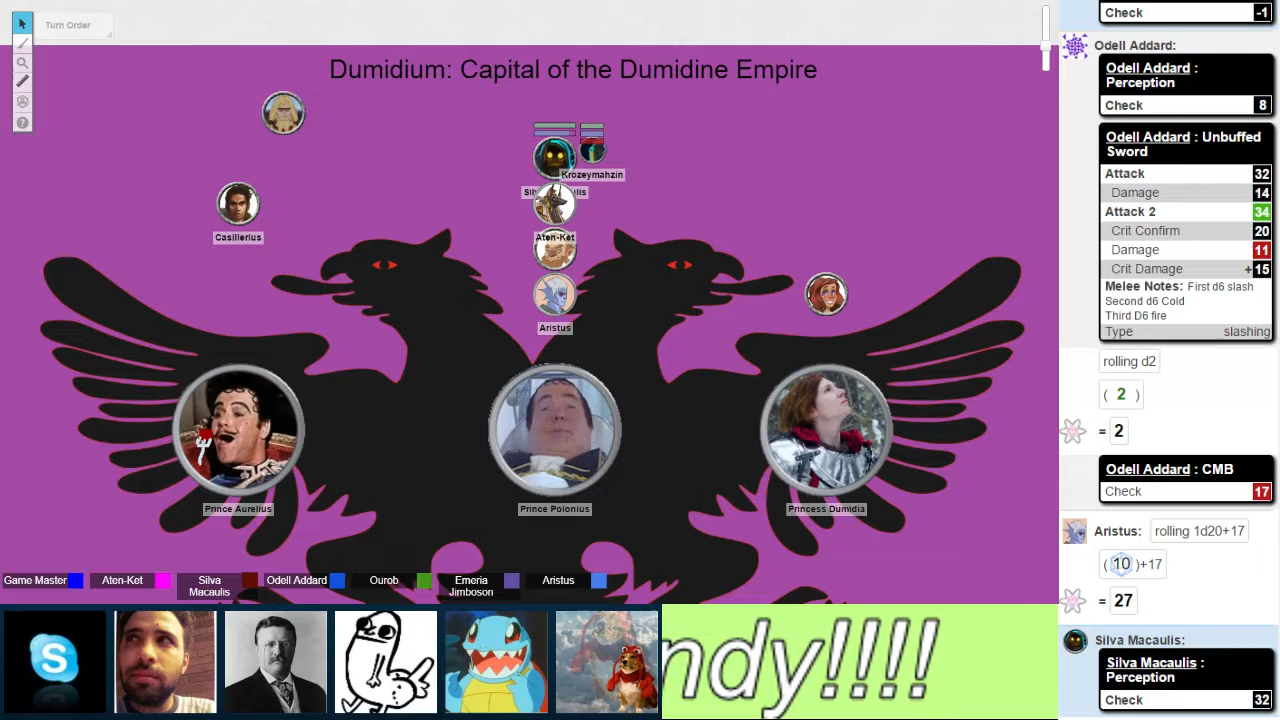 Turn Order
Dumidium: Capital of the Dumidine Empire
Krozeymahzin
Aten-Ket
Casillerius
Aristus
Prince Aurelius
Prince Polonius
Princess Dumidia
Game Master
Aten-Ket
Silva
Macaulis
Odell Addard
Ourob
Emeria
Jimboson
Aristus
ndy!!!!
Check -1
Odell Addard:
Odell Addard :
Perception
Check 8
Odell Addard : Unbuffed
Sword
Attack 32
Damage 14
Attack 2 34
Crit Confirm 20
Damage 11
Crit Damage +15
Melee Notes: First d6 slash
Second d6 Cold
Third D6 fire
Type slashing
rolling d2
( 2 )
= 2
Odell Addard : CMB
Check 17
Aristus: rolling 1d20+17
(10)+17
= 27
Silva Macaulis:
Silva Macaulis :
Perception
Check 32